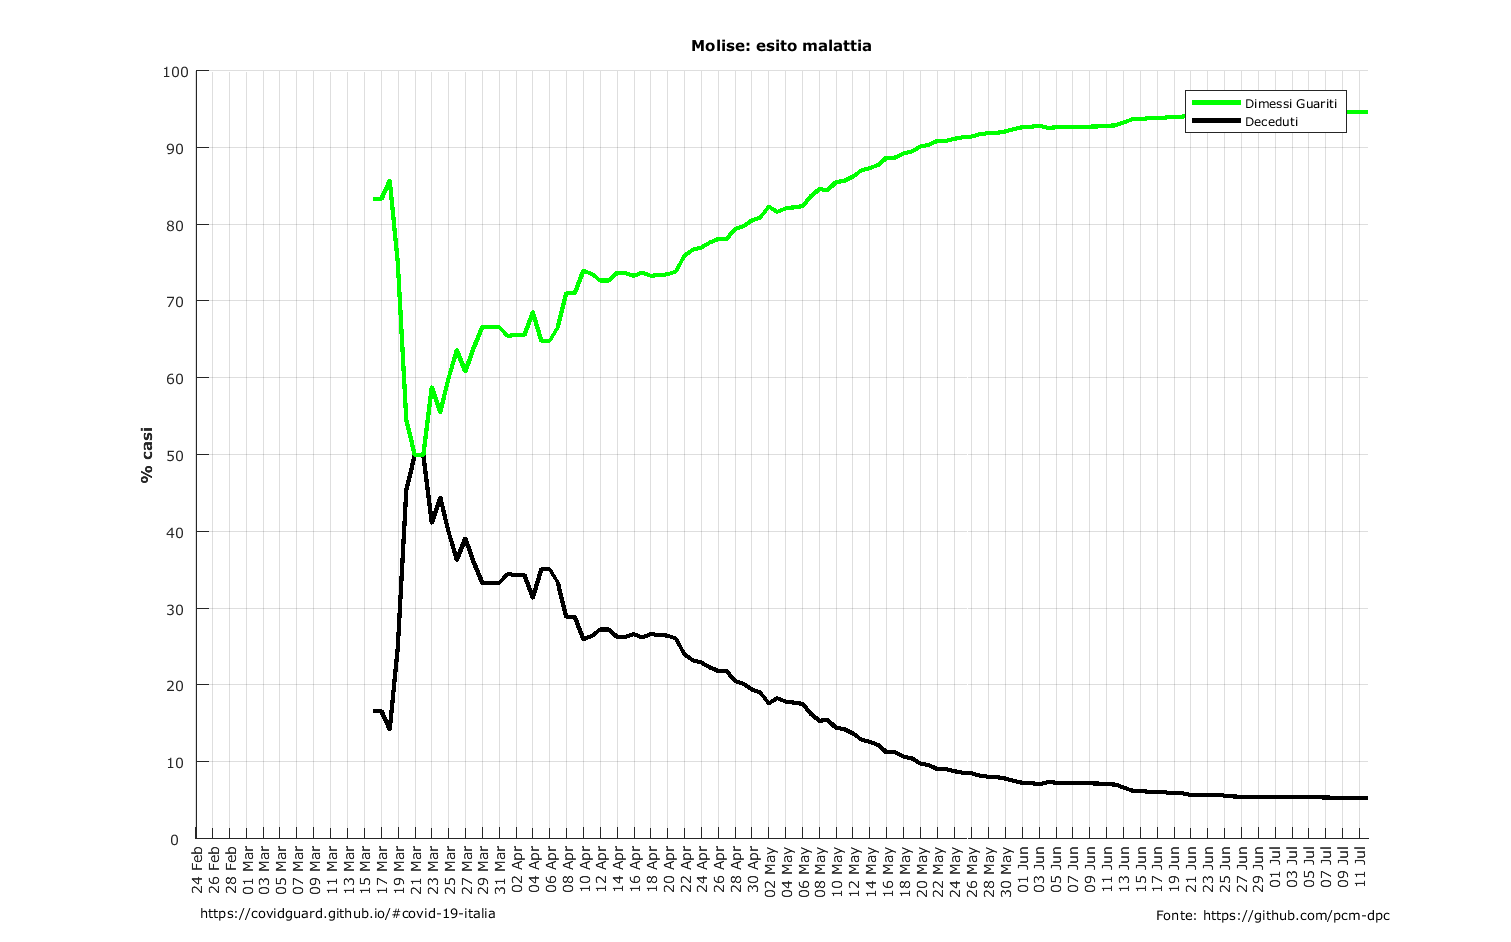 Molise: esito malattia
% casi
100
90
80
70
60
50
40
30
20
10
0
Dimessi Guariti
Deceduti
24 Feb
26 Feb
28 Feb
01 Mar
03 Mar
05 Mar
07 Mar
09 Mar
11 Mar
13 Mar
15 Mar
17 Mar
19 Mar
21 Mar
23 Mar
25 Mar
27 Mar
29 Mar
31 Mar
02 Apr
04 Apr
06 Apr
08 Apr
10 Apr
12 Apr
14 Apr
16 Apr
18 Apr
20 Apr
22 Apr
24 Apr
26 Apr
28 Apr
30 Apr
02 May
04 May
06 May
08 May
10 May
12 May
14 May
16 May
18 May
20 May
22 May
24 May
26 May
28 May
30 May
01 Jun
03 Jun
05 Jun
07 Jun
09 Jun
11 Jun
13 Jun
15 Jun
17 Jun
19 Jun
21 Jun
23 Jun
25 Jun
27 Jun
29 Jun
01 Jul
03 Jul
05 Jul
07 Jul
09 Jul
11 Jul
https://covidguard.github.io/#covid-19-italia
Fonte: https://github.com/pcm-dpc